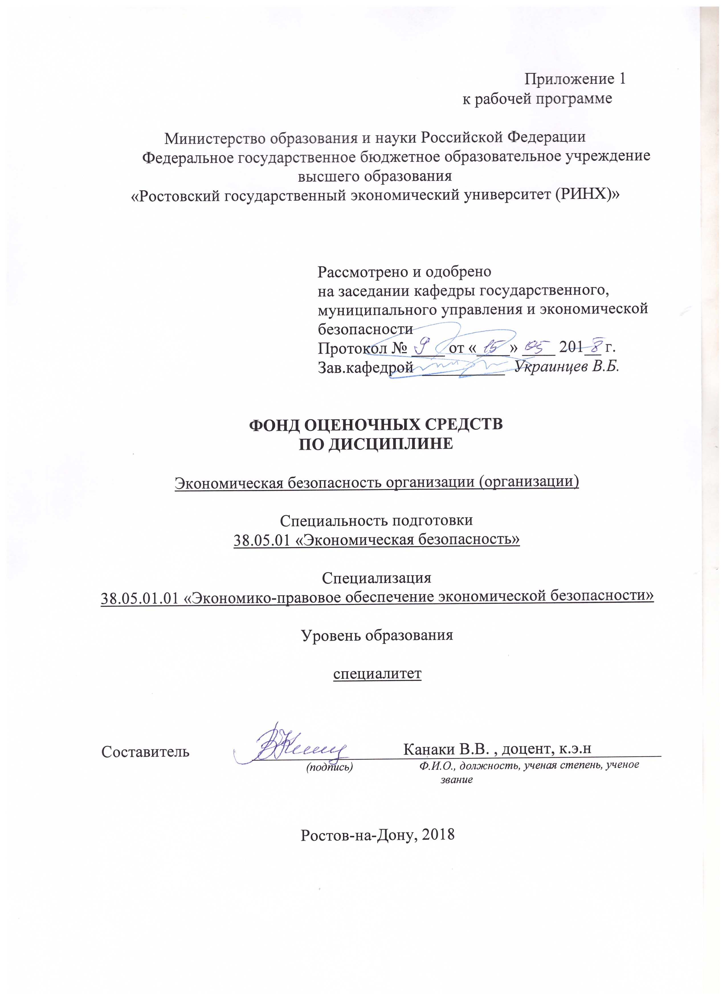 Приложение 1
к рабочей программе
Министерство образования и науки Российской Федерации
Федеральное государственное бюджетное образовательное учреждение
высшего образования
«Ростовский государственный экономический университет (РИНХ)»
Рассмотрено и одобрено
на заседании кафедры государственного,
муниципального управления и экономической
безопасности
Протокол № 9 от «15» 05 2018 г.
Зав.кафедрой Украинцев В.Б.
ФОНД ОЦЕНОЧНЫХ СРЕДСТВ
ПО ДИСЦИПЛИНЕ
Экономическая безопасность организации (организации)
Специальность подготовки
38.05.01 «Экономическая безопасность»
Специализация
38.05.01.01 «Экономико-правовое обеспечение экономической безопасности»
Уровень образования
специалитет
Составитель Канаки В.В. , доцент, к.э.н
(подпись) Ф.И.О., должность, ученая степень, ученое
звание
Ростов-на-Дону, 2018